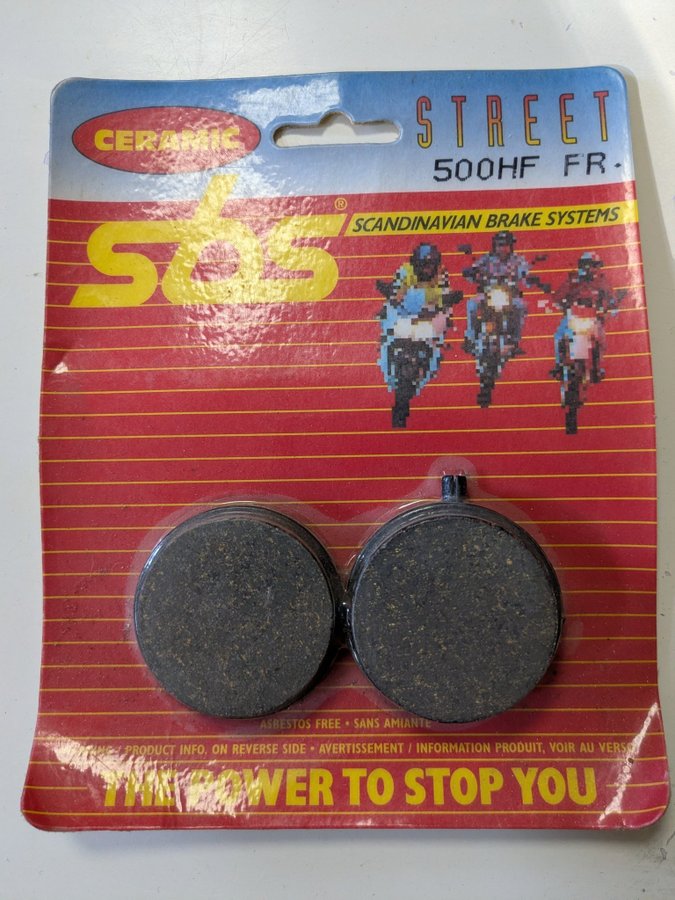 CERAMIC
STREET
500HF FR.
sbs®
SCANDINAVIAN BRAKE SYSTEMS
ASBESTOS FREE • SANS AMIANTE
PRODUCT INFO, ON REVERSE SIDE • AVERTISSEMENT / INFORMATION PRODUIT, VOIR AU VERSO
THE POWER TO STOP YOU